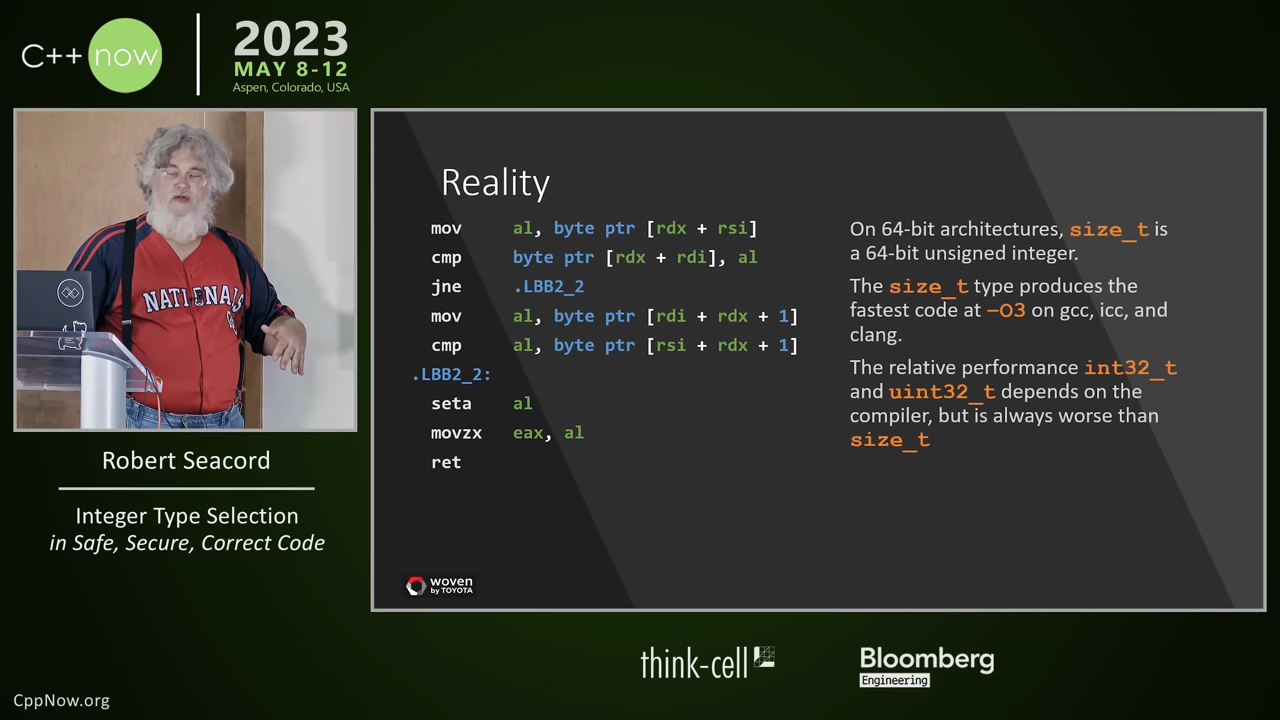 C++ now
2023
MAY 8-12
Aspen, Colorado, USA
NATIONALS
Robert Seacord
Integer Type Selection
in Safe, Secure, Correct Code
Reality
mov al, byte ptr [rdx + rsi]
cmp byte ptr [rdx + rdi], al
jne .LBB2_2
mov al, byte ptr [rdi + rdx + 1]
cmp al, byte ptr [rsi + rdx + 1]
.LBB2_2:
seta al
movzx eax, al
ret
On 64-bit architectures, size_t is
a 64-bit unsigned integer.
The size_t type produces the
fastest code at –O3 on gcc, icc, and
clang.
The relative performance int32_t
and uint32_t depends on the
compiler, but is always worse than
size_t
woven
by TOYOTA
think-cell
Bloomberg
Engineering
CppNow.org